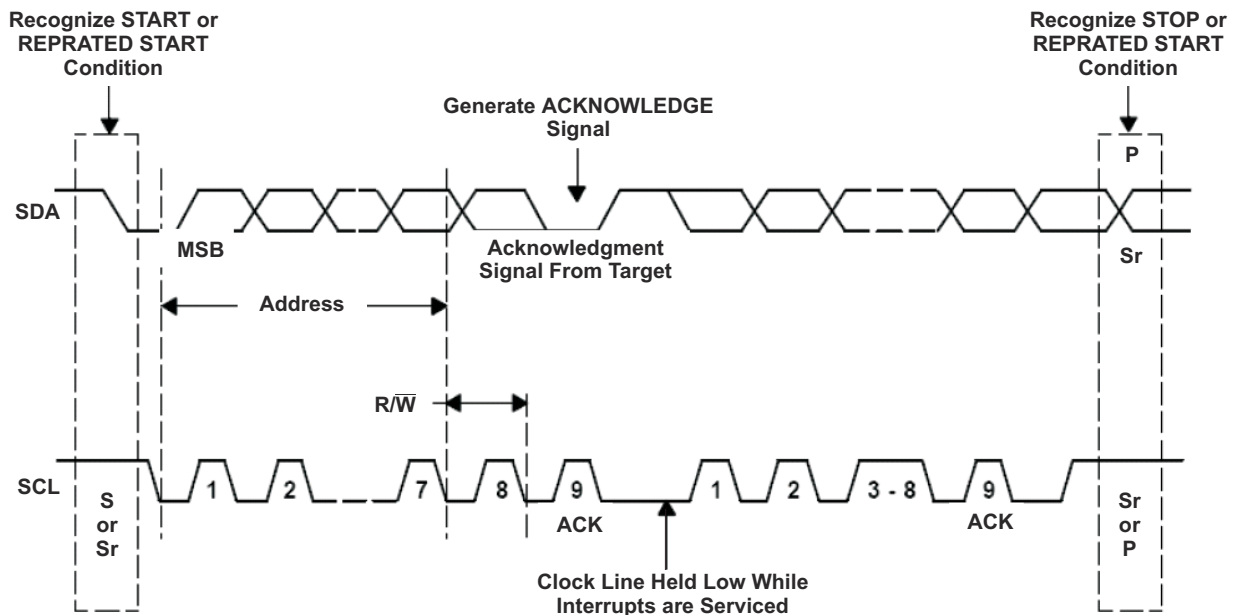 Recognize START or
REPRATED START
Condition
Recognize STOP or
REPRATED START
Condition
Generate ACKNOWLEDGE
Signal
P
SDA
MSB
Acknowledgment
Signal From Target
Sr
Address
R/W̅
SCL
1
2
7
8
9
1
2
3 - 8
9
ACK
ACK
S
or
Sr
Sr
or
P
Clock Line Held Low While
Interrupts are Serviced